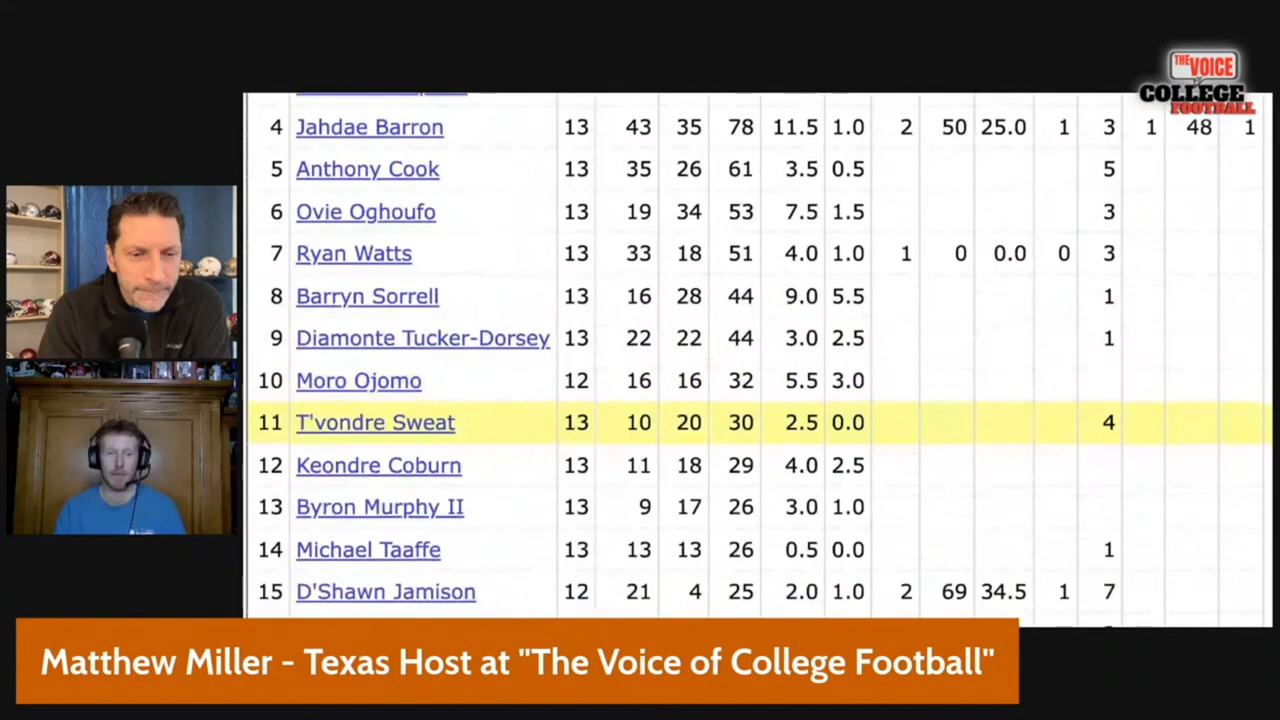 THE VOICE
OF
COLLEGE
FOOTBALL
4 Jahdae Barron 13 43 35 78 11.5 1.0 2 50 25.0 1 3 1 48 1
5 Anthony Cook 13 35 26 61 3.5 0.5 5
6 Ovie Oghoufo 13 19 34 53 7.5 1.5 3
7 Ryan Watts 13 33 18 51 4.0 1.0 1 0 0.0 0 3
8 Barryn Sorrell 13 16 28 44 9.0 5.5 1
9 Diamonte Tucker-Dorsey 13 22 22 44 3.0 2.5 1
10 Moro Ojomo 12 16 16 32 5.5 3.0
11 T'vondre Sweat 13 10 20 30 2.5 0.0 4
12 Keondre Coburn 13 11 18 29 4.0 2.5
13 Byron Murphy II 13 9 17 26 3.0 1.0
14 Michael Taaffe 13 13 13 26 0.5 0.0 1
15 D'Shawn Jamison 12 21 4 25 2.0 1.0 2 69 34.5 1 7
Matthew Miller - Texas Host at "The Voice of College Football"